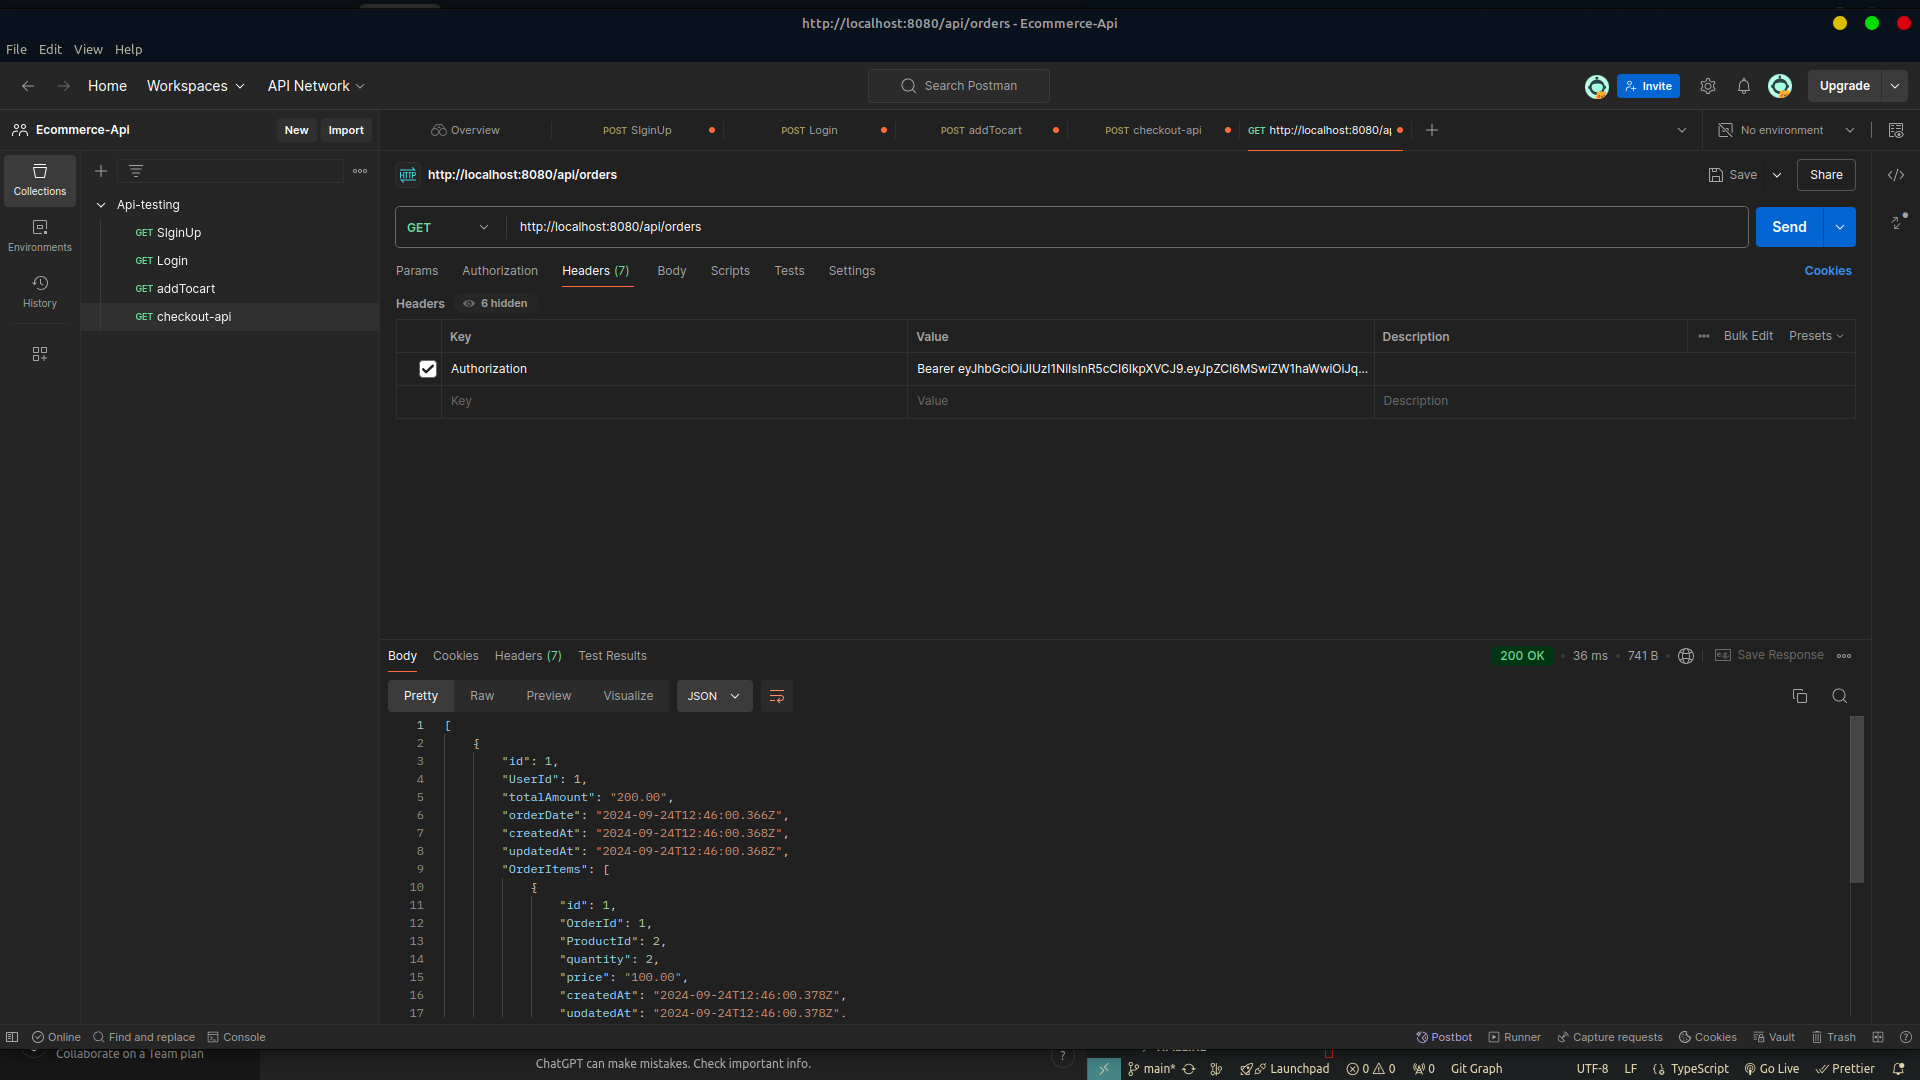 http://localhost:8080/api/orders - Ecommerce-Api
File Edit View Help
Home Workspaces API Network Search Postman Invite Upgrade
Ecommerce-Api New Import Overview POST SIginUp POST Login POST addTocart POST checkout-api GET http://localhost:8080/a No environment
Collections
Environments
History
Api-testing
GET SIginUp
GET Login
GET addTocart
GET checkout-api
HTTP http://localhost:8080/api/orders Save Share
GET http://localhost:8080/api/orders Send
Params Authorization Headers (7) Body Scripts Tests Settings Cookies
Headers 6 hidden
Key Value Description Bulk Edit Presets
Authorization Bearer eyJhbGciOiJIUzI1NiIsInR5cCI6IkpXVCJ9.eyJpZCI6MSwiZW1haWwiOiJq...
Key Value Description
Body Cookies Headers (7) Test Results 200 OK 36 ms 741 B Save Response
Pretty Raw Preview Visualize JSON
1 [
2 {
3 "id": 1,
4 "UserId": 1,
5 "totalAmount": "200.00",
6 "orderDate": "2024-09-24T12:46:00.366Z",
7 "createdAt": "2024-09-24T12:46:00.368Z",
8 "updatedAt": "2024-09-24T12:46:00.368Z",
9 "OrderItems": [
10 {
11 "id": 1,
12 "OrderId": 1,
13 "ProductId": 2,
14 "quantity": 2,
15 "price": "100.00",
16 "createdAt": "2024-09-24T12:46:00.378Z",
17 "updatedAt": "2024-09-24T12:46:00.378Z",
Online Find and replace Console Postbot Runner Capture requests Cookies Vault Trash
Collaborate on a Team plan
ChatGPT can make mistakes. Check important info. ?
main* Launchpad 0 0 0 Git Graph UTF-8 LF TypeScript Go Live Prettier